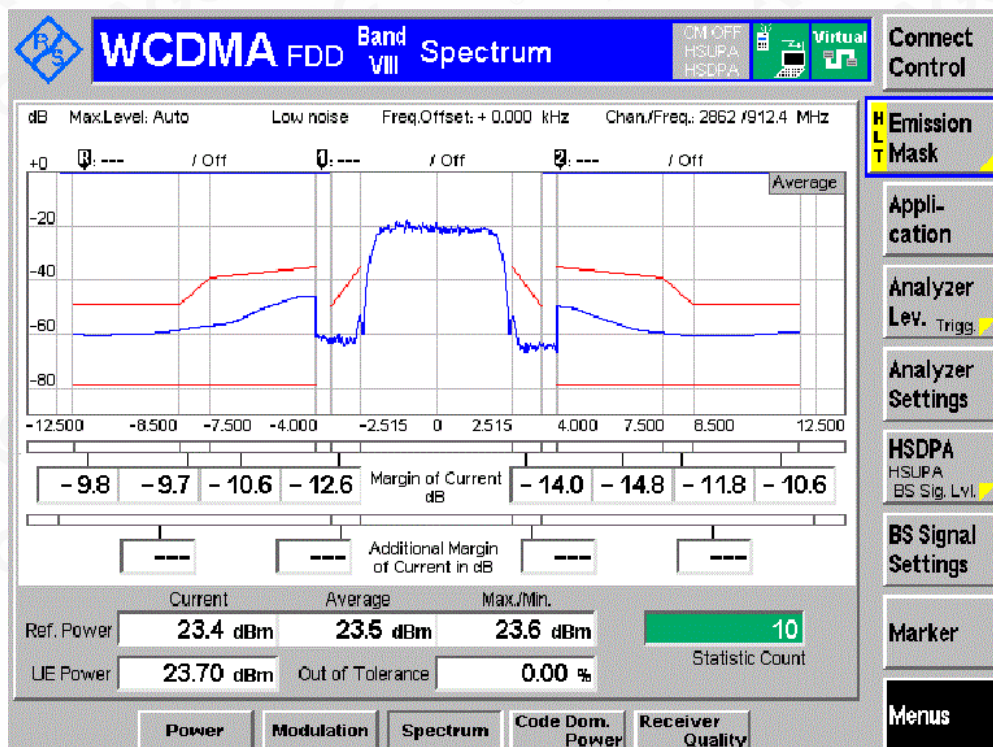 R/S WCDMA FDD Band VIII Spectrum CM OFF HSUPA HSDPA Virtual
Connect Control
dB Max.Level: Auto Low noise Freq.Offset: + 0.000 kHz Chan./Freq.: 2862 /912.4 MHz
HLT Emission Mask
+0 R: --- / Off 1: --- / Off 2: --- / Off
Average
Appli-
cation
-20
-40
-60
-80
Analyzer
Lev. Trigg.
Analyzer
Settings
-12.500 -8.500 -7.500 -4.000 -2.515 0 2.515 4.000 7.500 8.500 12.500
HSDPA
HSUPA
BS Sig. Lvl.
- 9.8 - 9.7 - 10.6 - 12.6 Margin of Current dB - 14.0 - 14.8 - 11.8 - 10.6
BS Signal
Settings
--- --- Additional Margin of Current in dB --- ---
Current Average Max./Min.
Ref. Power 23.4 dBm 23.5 dBm 23.6 dBm 10
Statistic Count
Marker
UE Power 23.70 dBm Out of Tolerance 0.00 %
Menus
Power Modulation Spectrum Code Dom. Power Receiver Quality